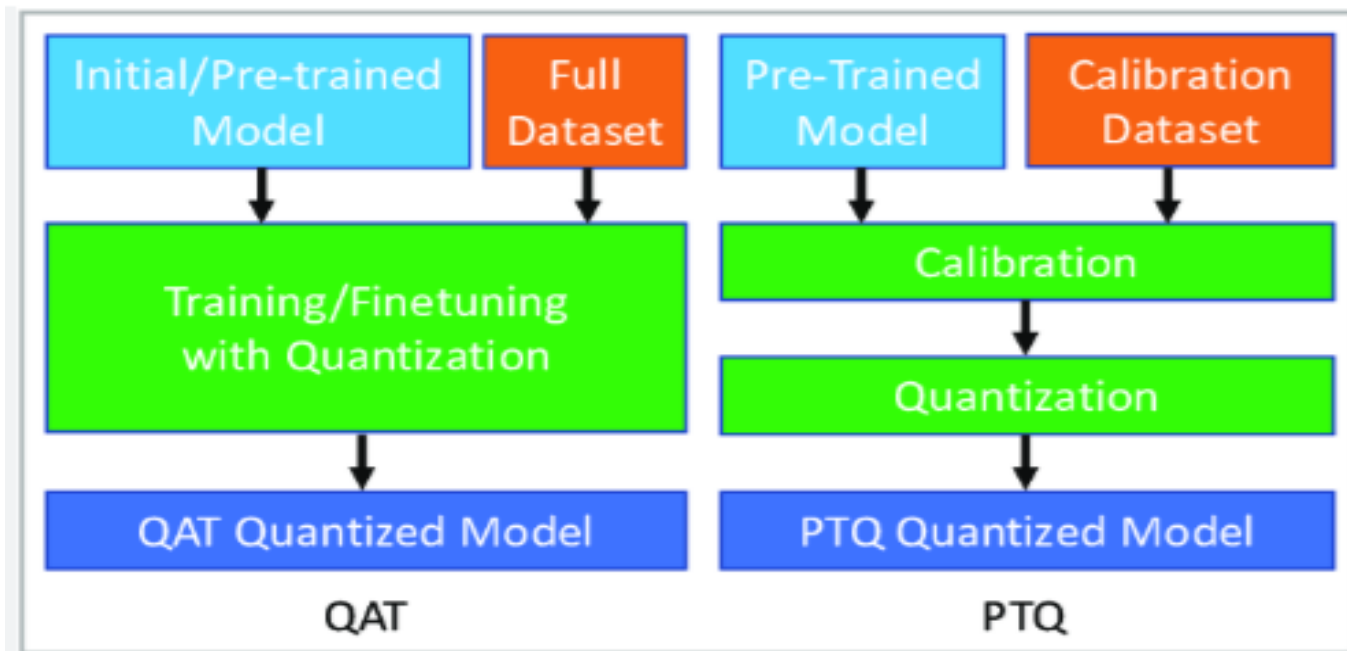 Initial/Pre-trained
Model
Full
Dataset
Training/Finetuning
with Quantization
QAT Quantized Model
QAT
Pre-Trained
Model
Calibration
Dataset
Calibration
Quantization
PTQ Quantized Model
PTQ